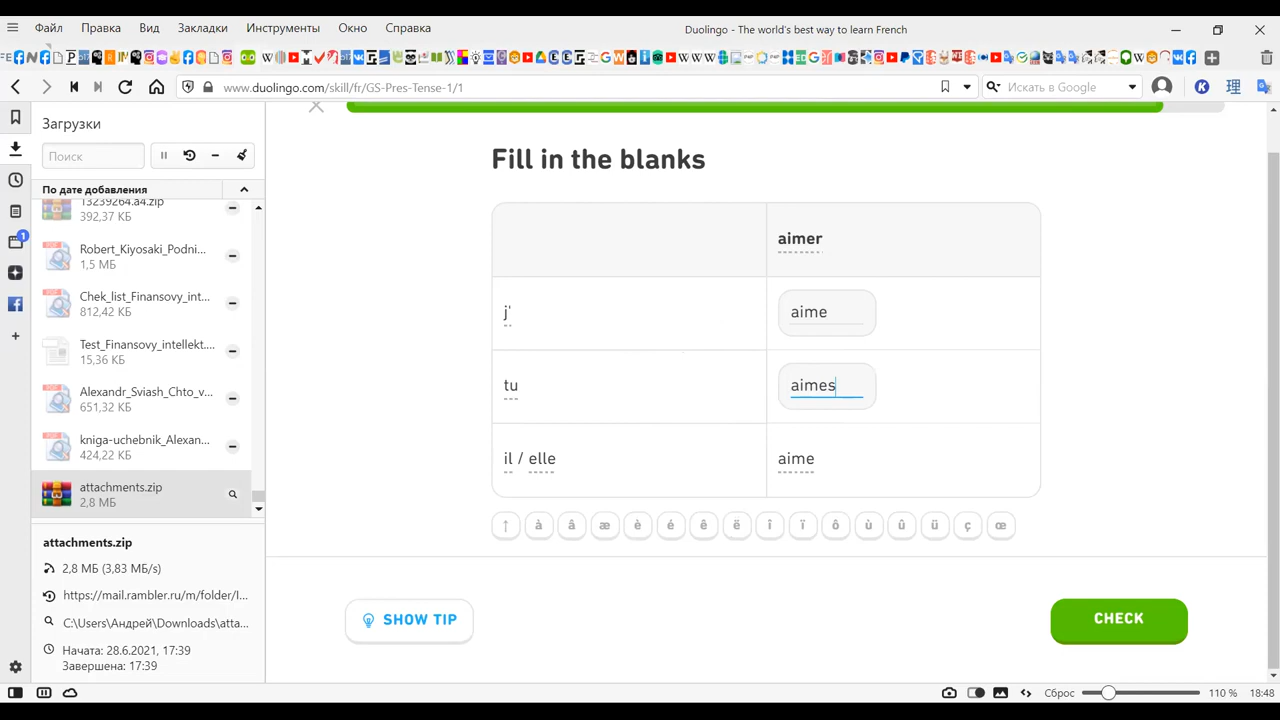 Файл Правка Вид Закладки Инструменты Окно Справка Duolingo - The world's best way to learn French
www.duolingo.com/skill/fr/GS-Pres-Tense-1/1 Искать в Google
Загрузки
Поиск
По дате добавления
13239264.a4.zip
392,37 КБ
Robert_Kiyosaki_Podni...
1,5 МБ
Chek_list_Finansovy_int...
812,42 КБ
Test_Finansovy_intellekt....
15,36 КБ
Alexandr_Sviash_Chto_v...
651,32 КБ
kniga-uchebnik_Alexan...
424,22 КБ
attachments.zip
2,8 МБ
attachments.zip
2,8 МБ (3,83 МБ/s)
https://mail.rambler.ru/m/folder/I...
C:\Users\Андрей\Downloads\atta...
Начата: 28.6.2021, 17:39
Завершена: 17:39
Fill in the blanks
aimer
j' aime
tu aimes
il / elle aime
↑ à â æ è é ê ë î ï ô ù û ü ç œ
SHOW TIP CHECK
Сброс 110 % 18:48